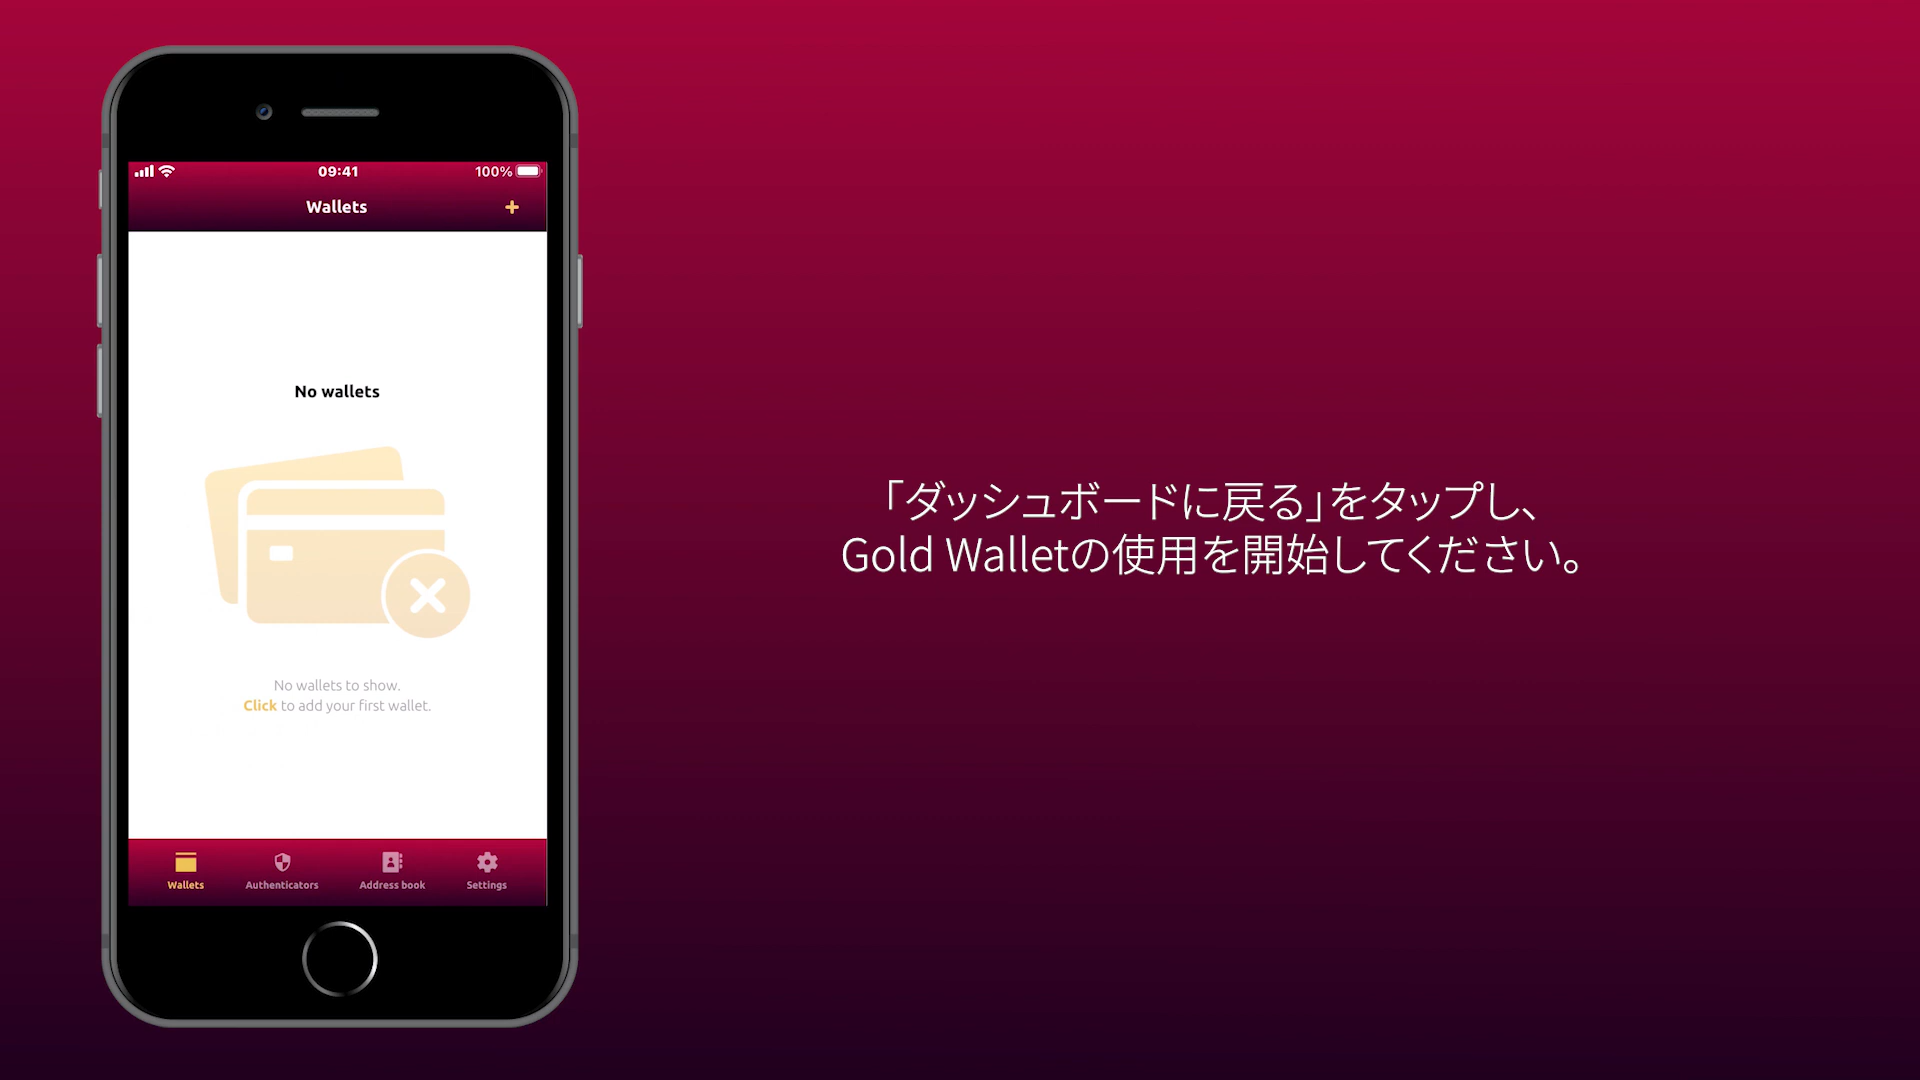 09:41
100%
Wallets
+
No wallets
No wallets to show.
Click to add your first wallet.
Wallets
Authenticators
Address book
Settings
「ダッシュボードに戻る」をタップし、
Gold Walletの使用を開始してください。